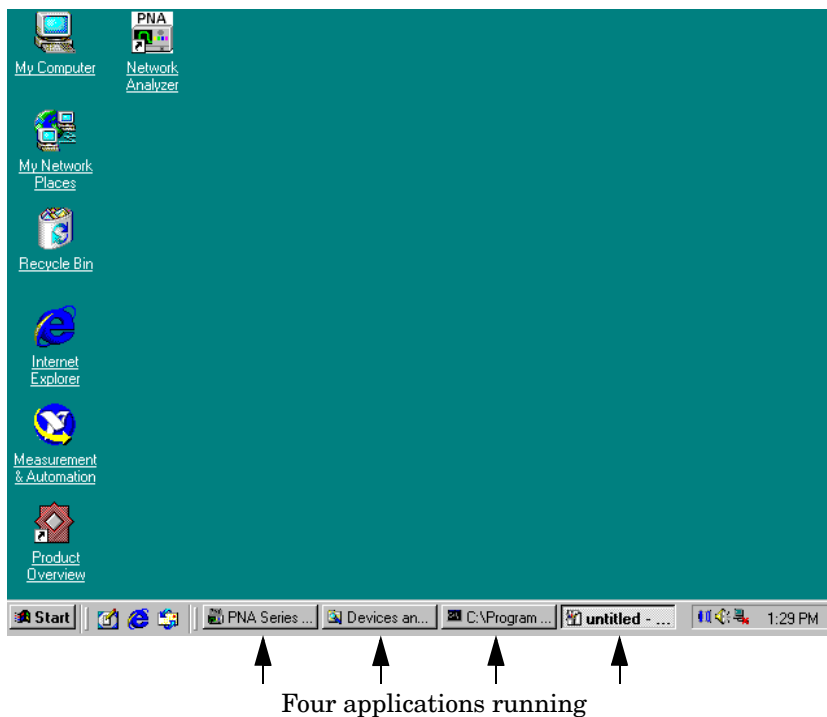 PNA
My Computer
Network
Analyzer
My Network
Places
Recycle Bin
Internet
Explorer
Measurement
& Automation
Product
Overview
Start
PNA Series ...
Devices an...
C:\Program ...
untitled - ...
1:29 PM
Four applications running